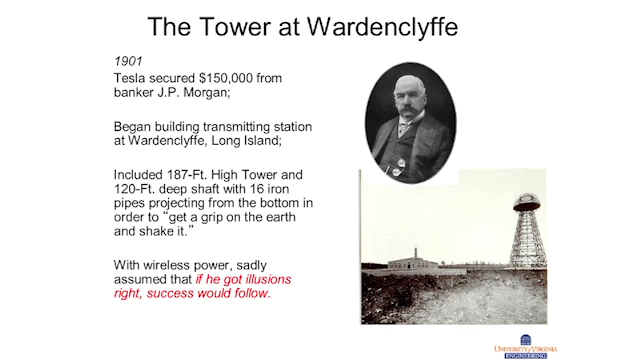 The Tower at Wardenclyffe
1901
Tesla secured $150,000 from
banker J.P. Morgan;
Began building transmitting station
at Wardenclyffe, Long Island;
Included 187-Ft. High Tower and
120-Ft. deep shaft with 16 iron
pipes projecting from the bottom in
order to “get a grip on the earth
and shake it.”
With wireless power, sadly
assumed that if he got illusions
right, success would follow.
UNIVERSITY of VIRGINIA
ENGINEERING